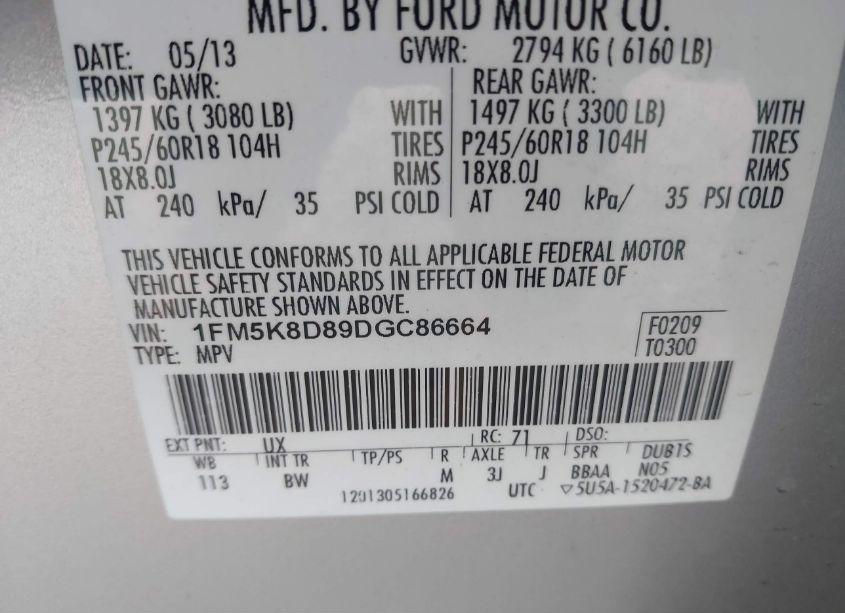 MFD. BY FORD MOTOR CO.
DATE: 05/13 GVWR: 2794 KG ( 6160 LB)
FRONT GAWR: REAR GAWR:
1397 KG ( 3080 LB) WITH 1497 KG ( 3300 LB) WITH
P245/60R18 104H TIRES P245/60R18 104H TIRES
18X8.0J RIMS 18X8.0J RIMS
AT 240 kPa/ 35 PSI COLD AT 240 kPa/ 35 PSI COLD
THIS VEHICLE CONFORMS TO ALL APPLICABLE FEDERAL MOTOR
VEHICLE SAFETY STANDARDS IN EFFECT ON THE DATE OF
MANUFACTURE SHOWN ABOVE.
VIN: 1FM5K8D89DGC86664 F0209
TYPE: MPV T0300
EXT PNT: UX RC: 71 DSO:
WB INT TR TP/PS R AXLE TR SPR DUB1S
113 BW M 3J J BBAA N05
1201305166826 UTC ▽5U5A-1520472-BA